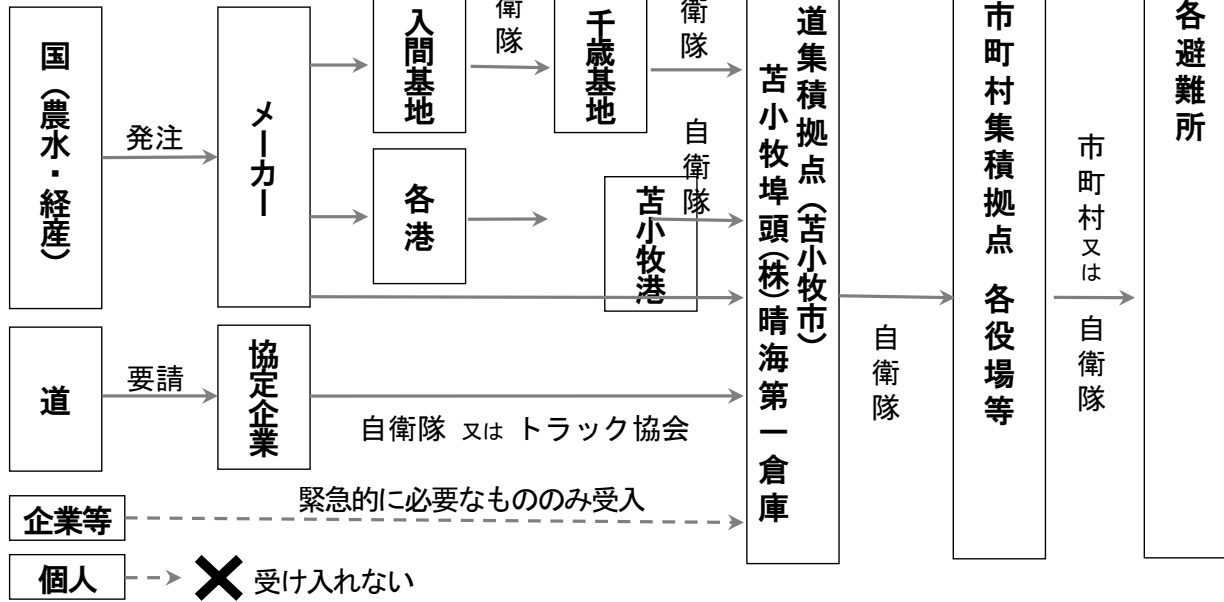 国（農水・経産）
発注
メーカー
入間基地
衛隊
千歳基地
衛隊
各港
苫小牧港
自衛隊
道集積拠点（苫小牧市）
苫小牧埠頭（株）晴海第一倉庫
自衛隊
市町村集積拠点 各役場等
市町村又は
自衛隊
各避難所
道
要請
協定企業
自衛隊 又は トラック協会
企業等
緊急的に必要なもののみ受入
個人
受け入れない